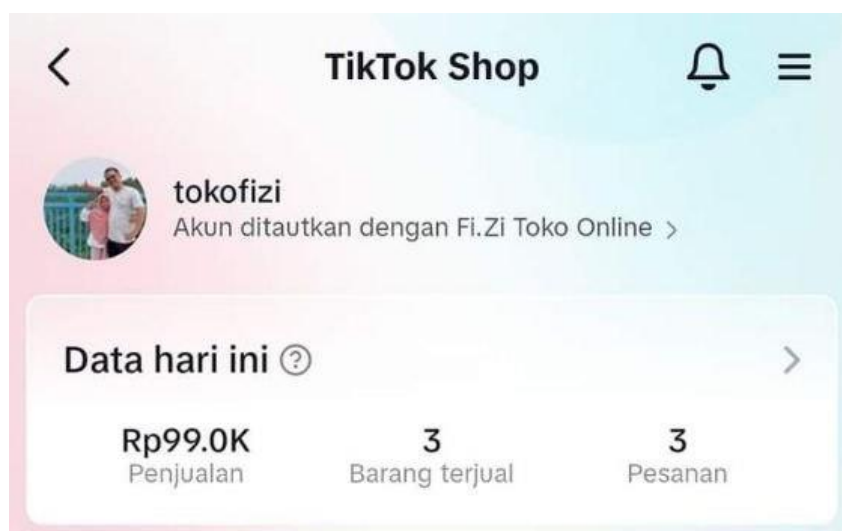 TikTok Shop
tokofizi
Akun ditautkan dengan Fi.Zi Toko Online >
Data hari ini ?
Rp99.0K 3 3
Penjualan Barang terjual Pesanan